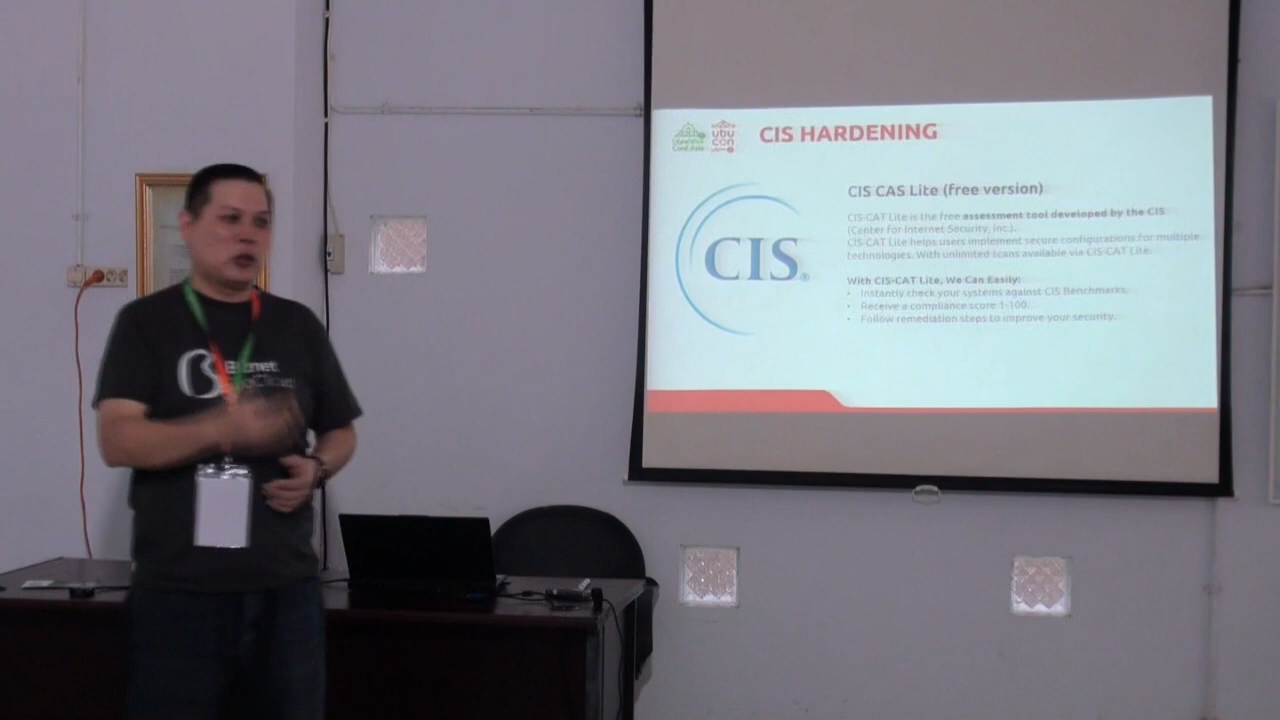 CIS HARDENING
ubu
con
CIS
CIS CAS Lite (free version)
CIS-CAT Lite is the free assessment tool developed by the CIS
(Center for Internet Security, Inc.).
CIS-CAT Lite helps users implement secure configurations for multiple
technologies. With unlimited scans available via CIS-CAT Lite.
With CIS-CAT Lite, We Can Easily:
• Instantly check your systems against CIS Benchmarks.
• Receive a compliance score 1-100.
• Follow remediation steps to improve your security.